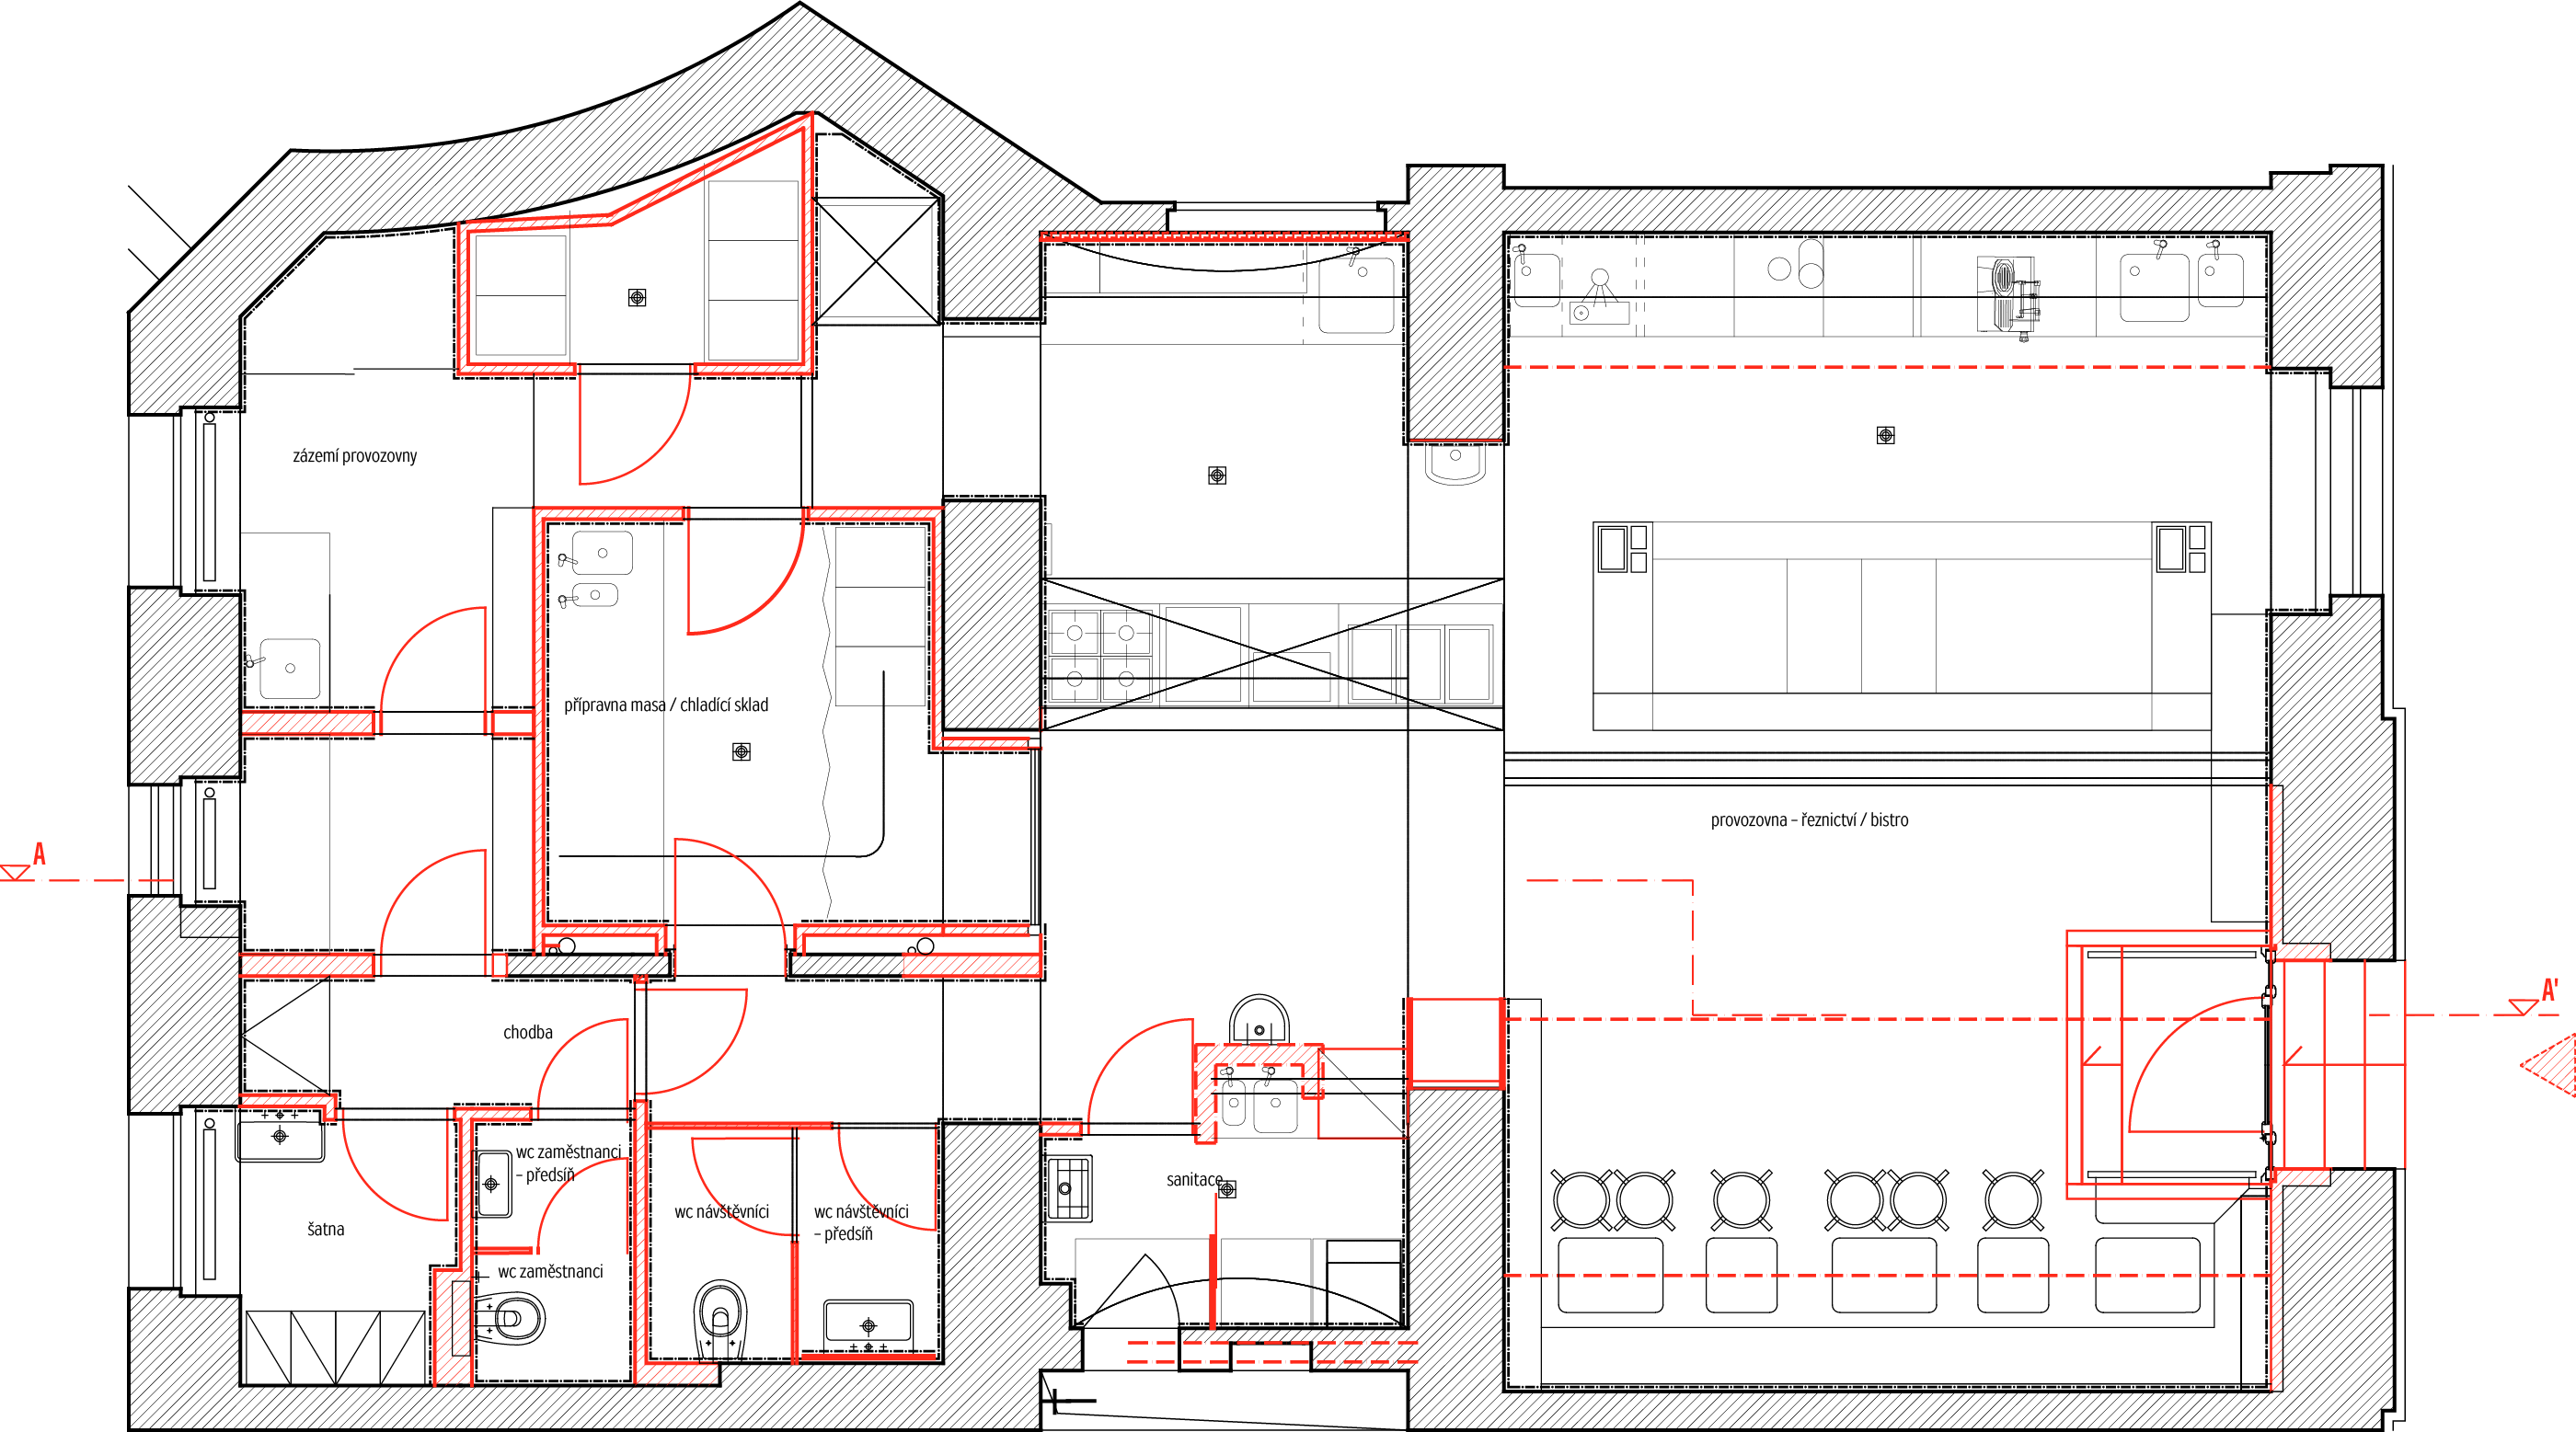 zázemí provozovny
přípravna masa / chladící sklad
provozovna – řeznictví / bistro
A
A'
chodba
wc zaměstnanci
– předsíň
sanitace
wc návštěvníci
wc návštěvníci
– předsíň
šatna
wc zaměstnanci